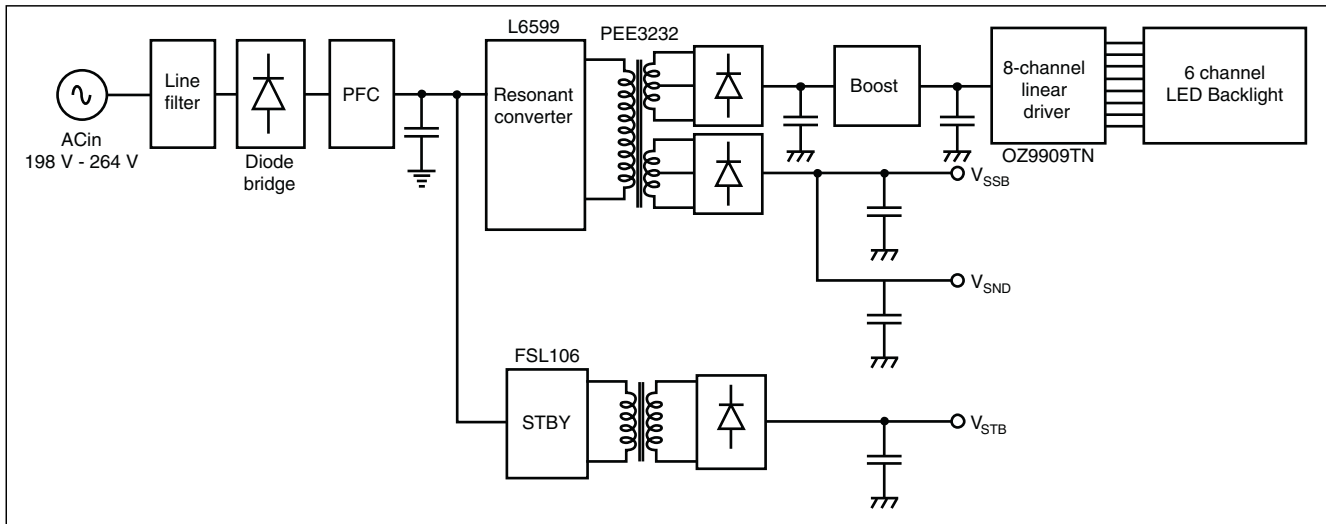 L6599
PEE3232
Line
filter
PFC
Resonant
converter
Boost
8-channel
linear
driver
6 channel
LED Backlight
ACin
198 V - 264 V
Diode
bridge
OZ9909TN
VSSB
VSND
FSL106
STBY
VSTB